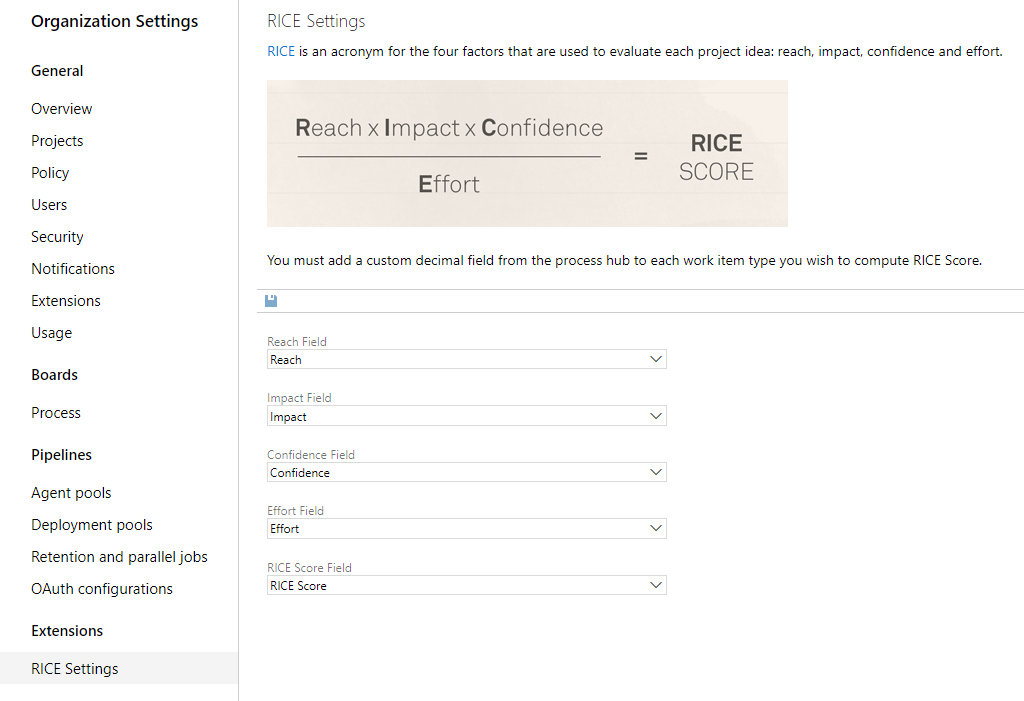 Organization Settings
General
Overview
Projects
Policy
Users
Security
Notifications
Extensions
Usage
Boards
Process
Pipelines
Agent pools
Deployment pools
Retention and parallel jobs
OAuth configurations
Extensions
RICE Settings
RICE Settings
RICE is an acronym for the four factors that are used to evaluate each project idea: reach, impact, confidence and effort.
Reach x Impact x Confidence
Effort
=
RICE
SCORE
You must add a custom decimal field from the process hub to each work item type you wish to compute RICE Score.
Reach Field
Reach
Impact Field
Impact
Confidence Field
Confidence
Effort Field
Effort
RICE Score Field
RICE Score